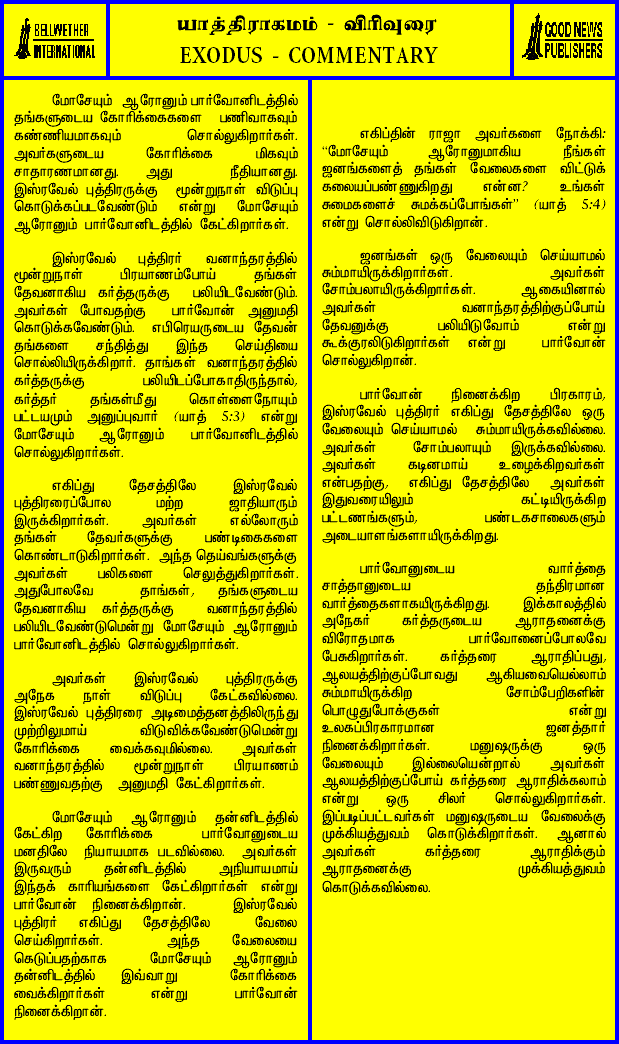 BELLWETHER
INTERNATIONAL
யாத்திராகமம் - விரிவுரை
EXODUS - COMMENTARY
GOOD NEWS
PUBLISHERS
மோசேயும் ஆரோனும் பார்வோனிடத்தில்
தங்களுடைய கோரிக்கைகளை பணிவாகவும்
கண்ணியமாகவும் சொல்லுகிறார்கள்.
அவர்களுடைய கோரிக்கை மிகவும்
சாதாரணமானது. அது நீதியானது.
இஸ்ரவேல் புத்திரருக்கு மூன்றுநாள் விடுப்பு
கொடுக்கப்படவேண்டும் என்று மோசேயும்
ஆரோனும் பார்வோனிடத்தில் கேட்கிறார்கள்.
இஸ்ரவேல் புத்திரர் வனாந்தரத்தில்
மூன்றுநாள் பிரயாணம்போய் தங்கள்
தேவனாகிய கர்த்தருக்கு பலியிடவேண்டும்.
அவர்கள் போவதற்கு பார்வோன் அனுமதி
கொடுக்கவேண்டும். எபிரெயருடைய தேவன்
தங்களை சந்தித்து இந்த செய்தியை
சொல்லியிருக்கிறார். தாங்கள் வனாந்தரத்தில்
கர்த்தருக்கு பலியிடப்போகாதிருந்தால்,
கர்த்தர் தங்கள்மீது கொள்ளைநோயும்
பட்டயமும் அனுப்புவார் (யாத் 5:3) என்று
மோசேயும் ஆரோனும் பார்வோனிடத்தில்
சொல்லுகிறார்கள்.
எகிப்து தேசத்திலே இஸ்ரவேல்
புத்திரரைப்போல மற்ற ஜாதியாரும்
இருக்கிறார்கள். அவர்கள் எல்லோரும்
தங்கள் தேவர்களுக்கு பண்டிகைகளை
கொண்டாடுகிறார்கள். அந்த தெய்வங்களுக்கு
அவர்கள் பலிகளை செலுத்துகிறார்கள்.
அதுபோலவே தாங்கள், தங்களுடைய
தேவனாகிய கர்த்தருக்கு வனாந்தரத்தில்
பலியிடவேண்டுமென்று மோசேயும் ஆரோனும்
பார்வோனிடத்தில் சொல்லுகிறார்கள்.
அவர்கள் இஸ்ரவேல் புத்திரருக்கு
அநேக நாள் விடுப்பு கேட்கவில்லை.
இஸ்ரவேல் புத்திரரை அடிமைத்தனத்திலிருந்து
முற்றிலுமாய் விடுவிக்கவேண்டுமென்று
கோரிக்கை வைக்கவுமில்லை. அவர்கள்
வனாந்தரத்தில் மூன்றுநாள் பிரயாணம்
பண்ணுவதற்கு அனுமதி கேட்கிறார்கள்.
மோசேயும் ஆரோனும் தன்னிடத்தில்
கேட்கிற கோரிக்கை பார்வோனுடைய
மனதிலே நியாயமாக படவில்லை. அவர்கள்
இருவரும் தன்னிடத்தில் அநியாயமாய்
இந்தக் காரியங்களை கேட்கிறார்கள் என்று
பார்வோன் நினைக்கிறான். இஸ்ரவேல்
புத்திரர் எகிப்து தேசத்திலே வேலை
செய்கிறார்கள். அந்த வேலையை
கெடுப்பதற்காக மோசேயும் ஆரோனும்
தன்னிடத்தில் இவ்வாறு கோரிக்கை
வைக்கிறார்கள் என்று பார்வோன்
நினைக்கிறான்.
எகிப்தின் ராஜா அவர்களை நோக்கி:
“மோசேயும் ஆரோனுமாகிய நீங்கள்
ஜனங்களைத் தங்கள் வேலைகளை விட்டுக்
கலையப்பண்ணுகிறது என்ன? உங்கள்
சுமைகளைச் சுமக்கப்போங்கள்” (யாத் 5:4)
என்று சொல்லிவிடுகிறான்.
ஜனங்கள் ஒரு வேலையும் செய்யாமல்
சும்மாயிருக்கிறார்கள். அவர்கள்
சோம்பலாயிருக்கிறார்கள். ஆகையினால்
அவர்கள் வனாந்தரத்திற்குப்போய்
தேவனுக்கு பலியிடுவோம் என்று
கூக்குரலிடுகிறார்கள் என்று பார்வோன்
சொல்லுகிறான்.
பார்வோன் நினைக்கிற பிரகாரம்,
இஸ்ரவேல் புத்திரர் எகிப்து தேசத்திலே ஒரு
வேலையும் செய்யாமல் சும்மாயிருக்கவில்லை.
அவர்கள் சோம்பலாயும் இருக்கவில்லை.
அவர்கள் கடினமாய் உழைக்கிறவர்கள்
என்பதற்கு, எகிப்து தேசத்திலே அவர்கள்
இதுவரையிலும் கட்டியிருக்கிற
பட்டணங்களும், பண்டகசாலைகளும்
அடையாளங்களாயிருக்கிறது.
பார்வோனுடைய வார்த்தை
சாத்தானுடைய தந்திரமான
வார்த்தைகளாகயிருக்கிறது. இக்காலத்தில்
அநேகர் கர்த்தருடைய ஆராதனைக்கு
விரோதமாக பார்வோனைப்போலவே
பேசுகிறார்கள். கர்த்தரை ஆராதிப்பது,
ஆலயத்திற்குப்போவது ஆகியவையெல்லாம்
சும்மாயிருக்கிற சோம்பேறிகளின்
பொழுதுபோக்குகள் என்று
உலகப்பிரகாரமான ஜனத்தார்
நினைக்கிறார்கள். மனுஷருக்கு ஒரு
வேலையும் இல்லையென்றால் அவர்கள்
ஆலயத்திற்குப்போய் கர்த்தரை ஆராதிக்கலாம்
என்று ஒரு சிலர் சொல்லுகிறார்கள்.
இப்படிப்பட்டவர்கள் மனுஷருடைய வேலைக்கு
முக்கியத்துவம் கொடுக்கிறார்கள். ஆனால்
அவர்கள் கர்த்தரை ஆராதிக்கும்
ஆராதனைக்கு முக்கியத்துவம்
கொடுக்கவில்லை.